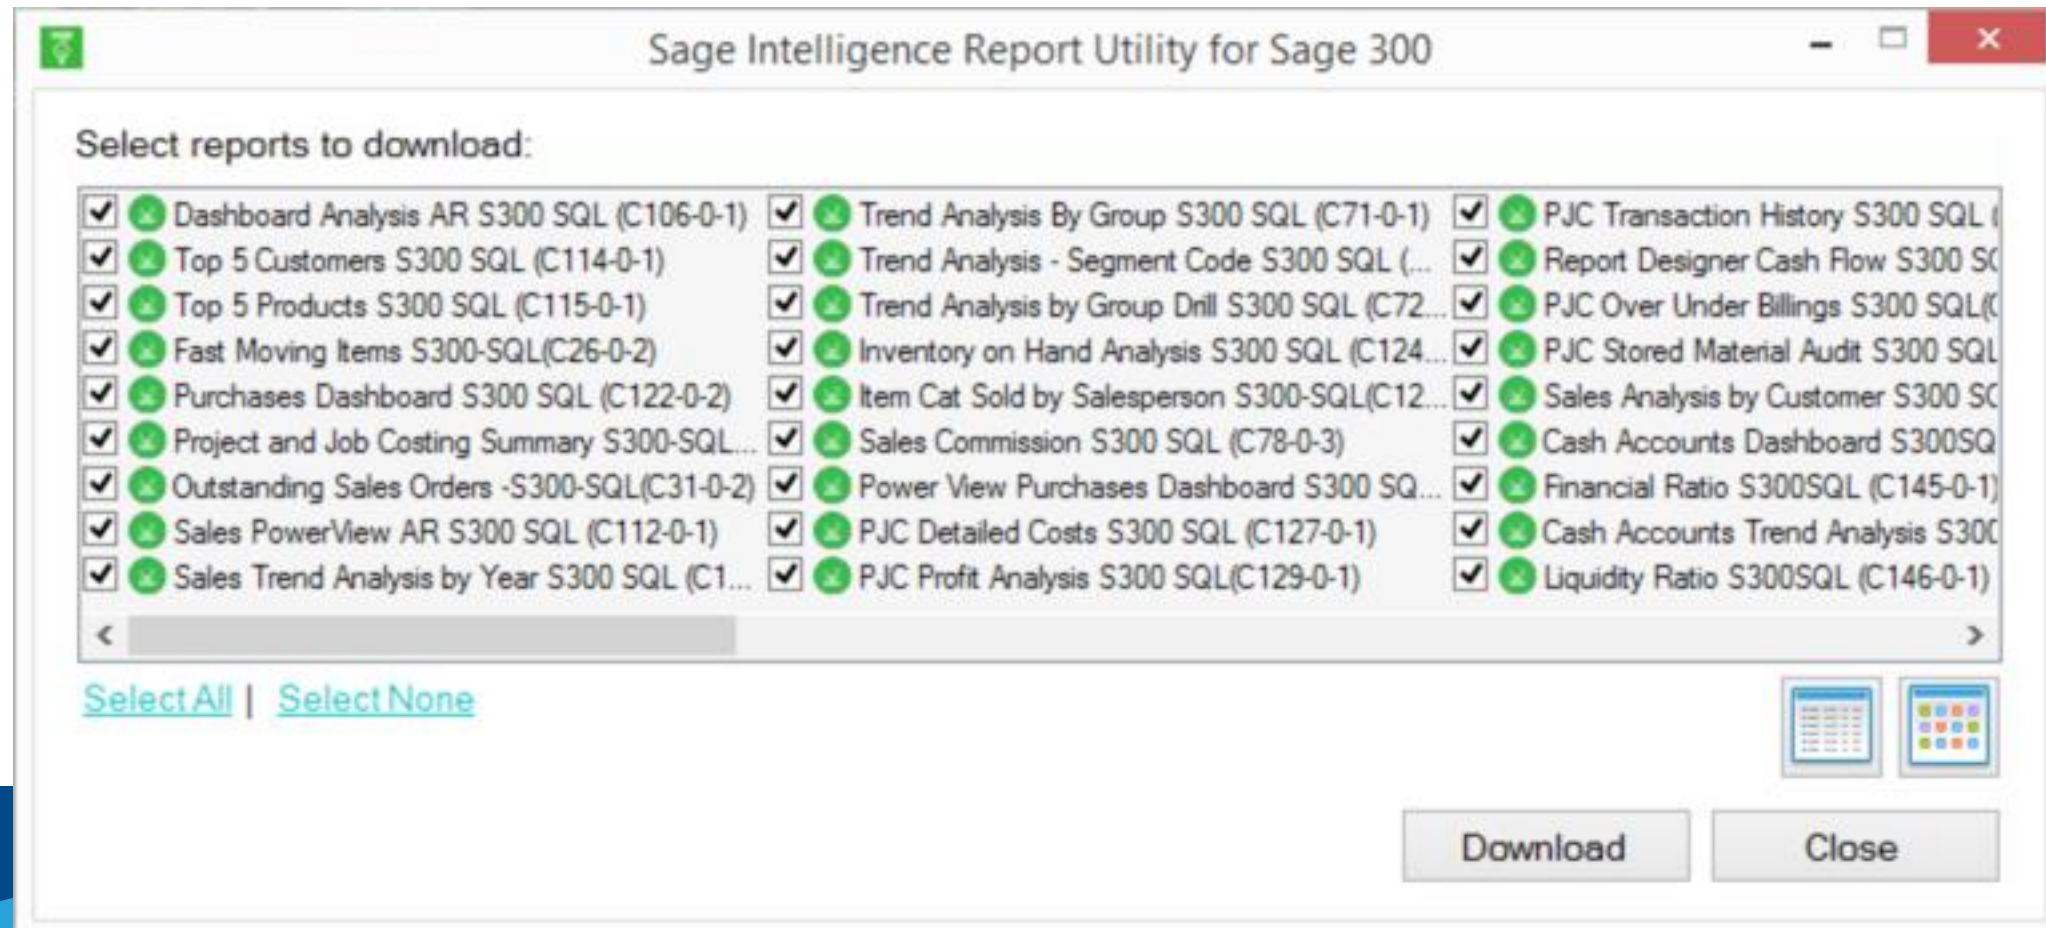 Sage Intelligence Report Utility for Sage 300
Select reports to download:
Dashboard Analysis AR S300 SQL (C106-0-1)
Top 5 Customers S300 SQL (C114-0-1)
Top 5 Products S300 SQL (C115-0-1)
Fast Moving Items S300-SQL(C26-0-2)
Purchases Dashboard S300 SQL (C122-0-2)
Project and Job Costing Summary S300-SQL...
Outstanding Sales Orders -S300-SQL(C31-0-2)
Sales PowerView AR S300 SQL (C112-0-1)
Sales Trend Analysis by Year S300 SQL (C1...
Trend Analysis By Group S300 SQL (C71-0-1)
Trend Analysis - Segment Code S300 SQL (...
Trend Analysis by Group Drill S300 SQL (C72...
Inventory on Hand Analysis S300 SQL (C124...
Item Cat Sold by Salesperson S300-SQL(C12...
Sales Commission S300 SQL (C78-0-3)
Power View Purchases Dashboard S300 SQ...
PJC Detailed Costs S300 SQL (C127-0-1)
PJC Profit Analysis S300 SQL(C129-0-1)
PJC Transaction History S300 SQL (
Report Designer Cash Flow S300 S
PJC Over Under Billings S300 SQL(
PJC Stored Material Audit S300 SQL
Sales Analysis by Customer S300 S
Cash Accounts Dashboard S300SQ
Financial Ratio S300SQL (C145-0-1)
Cash Accounts Trend Analysis S300
Liquidity Ratio S300SQL (C146-0-1)
Select All | Select None
Download
Close